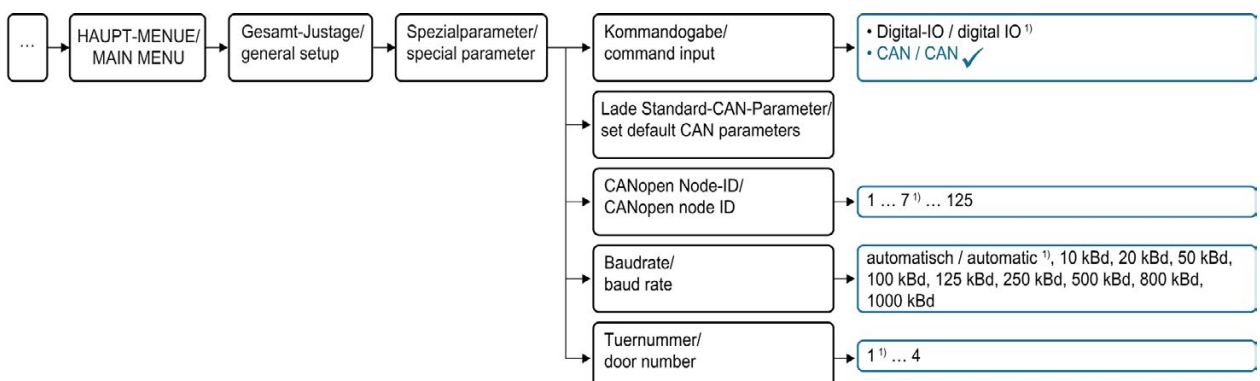 ...
HAUPT-MENUE/
MAIN MENU
Gesamt-Justage/
general setup
Spezialparameter/
special parameter
Kommandogabe/
command input
• Digital-IO / digital IO ¹⁾
• CAN / CAN ✓
Lade Standard-CAN-Parameter/
set default CAN parameters
CANopen Node-ID/
CANopen node ID
1 ... 7 ¹⁾ ... 125
Baudrate/
baud rate
automatisch / automatic ¹⁾, 10 kBd, 20 kBd, 50 kBd,
100 kBd, 125 kBd, 250 kBd, 500 kBd, 800 kBd,
1000 kBd
Tuernummer/
door number
1 ¹⁾ ... 4